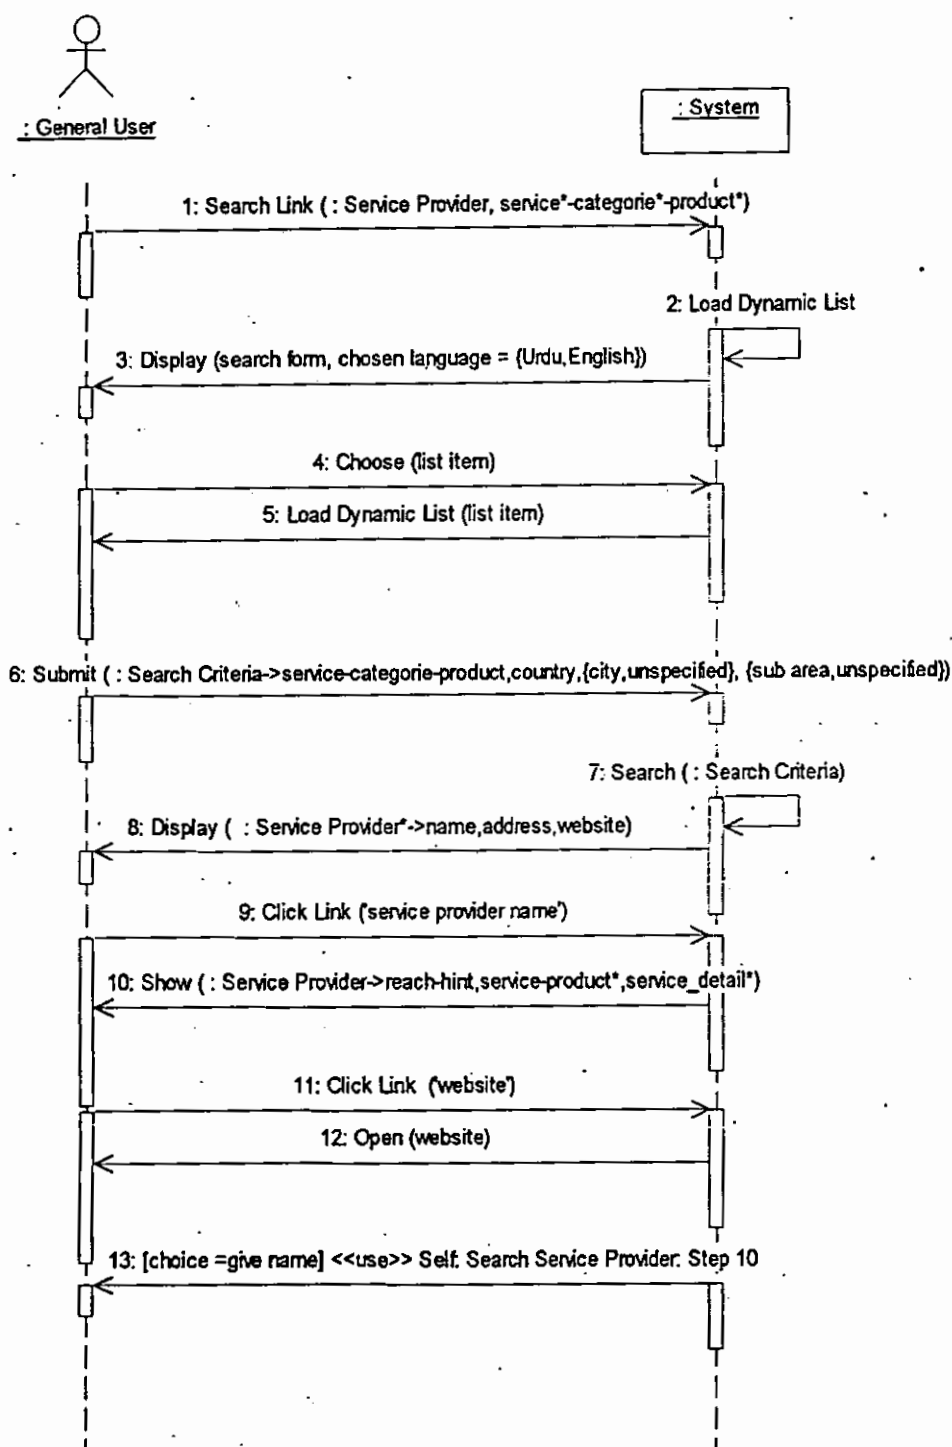 : General User
: System
1: Search Link ( : Service Provider, service*-categorie*-product*)
2: Load Dynamic List
3: Display (search form, chosen language = {Urdu,English})
4: Choose (list item)
5: Load Dynamic List (list item)
6: Submit ( : Search Criteria->service-categorie-product,country,{city,unspecified}, {sub area,unspecified})
7: Search ( : Search Criteria)
8: Display ( : Service Provider*->name,address,website)
9: Click Link ('service provider name')
10: Show ( : Service Provider->reach-hint,service-product*,service_detail*)
11: Click Link ('website')
12: Open (website)
13: [choice =give name] <<use>> Self: Search Service Provider: Step 10